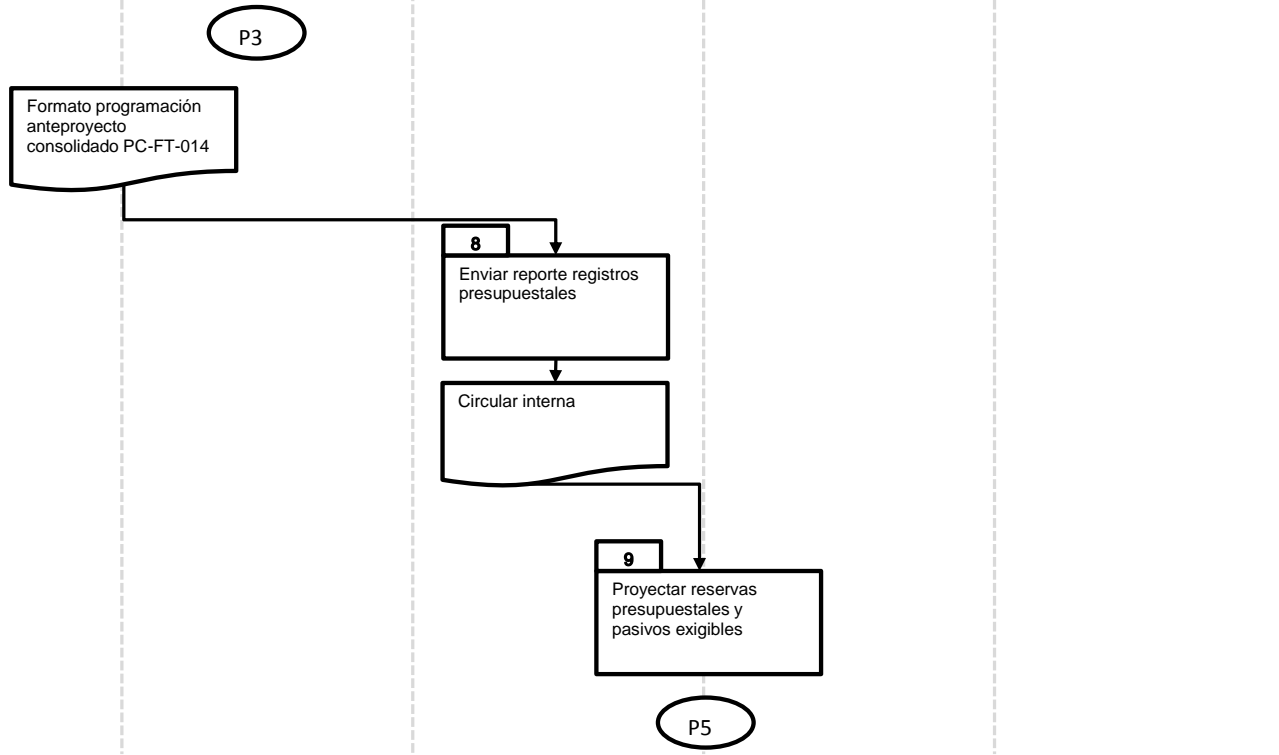 P3
Formato programación
anteproyecto
consolidado PC-FT-014
8
Enviar reporte registros
presupuestales
Circular interna
9
Proyectar reservas
presupuestales y
pasivos exigibles
P5